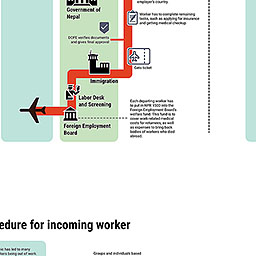 employer's country.
Government of
Nepal
Worker has to complete remaining
tasks, such as applying for insurance
and getting medical checkup
DOFE verifies documents
and gives final approval
Gets ticket
Immigration
Labor Desk
and Screening
Foreign Employment
Board
Each departing worker has
to put in NPR 1500 into the
Foreign Employment Board's
welfare fund. This fund is to
cover work-related medical
costs for returnees, as well
as expenses to bring back
bodies of workers who died
abroad.
edure for incoming worker
has led to many
being out of work
Groups and individuals based